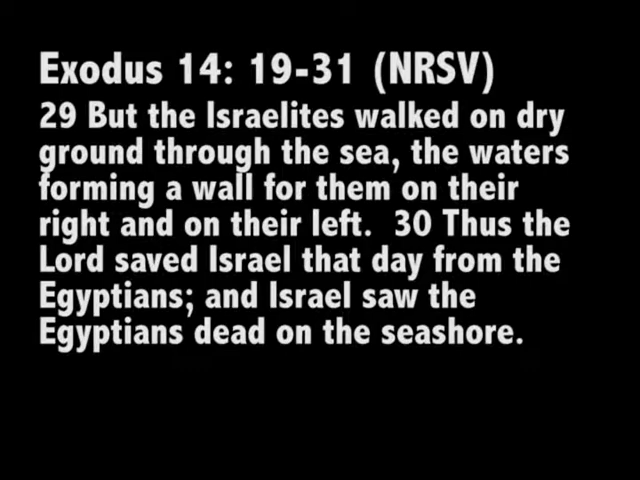 Exodus 14: 19-31 (NRSV)
29 But the Israelites walked on dry
ground through the sea, the waters
forming a wall for them on their
right and on their left.  30 Thus the
Lord saved Israel that day from the
Egyptians; and Israel saw the
Egyptians dead on the seashore.